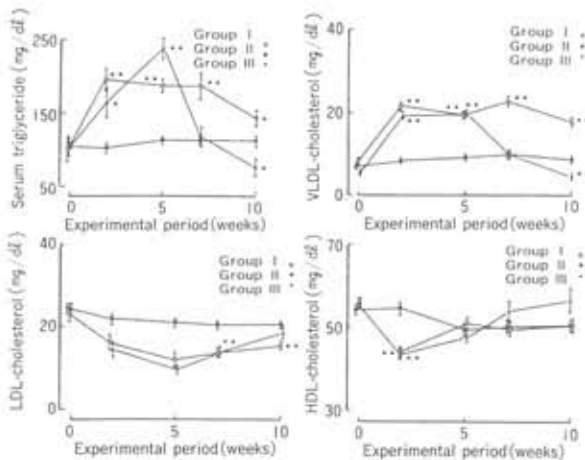 Serum triglyceride (mg/dℓ)
250
150
50
Group I
Group II
Group III
0 5 10
Experimental period(weeks)
VLDL-cholesterol(mg/dℓ)
40
20
0
Group I
Group II
Group III
0 5 10
Experimental period(weeks)
LDL-cholesterol(mg/dℓ)
40
20
0
Group I
Group II
Group III
0 5 10
Experimental period(weeks)
HDL-cholesterol(mg/dℓ)
70
50
30
Group I
Group II
Group III
0 5 10
Experimental period(weeks)